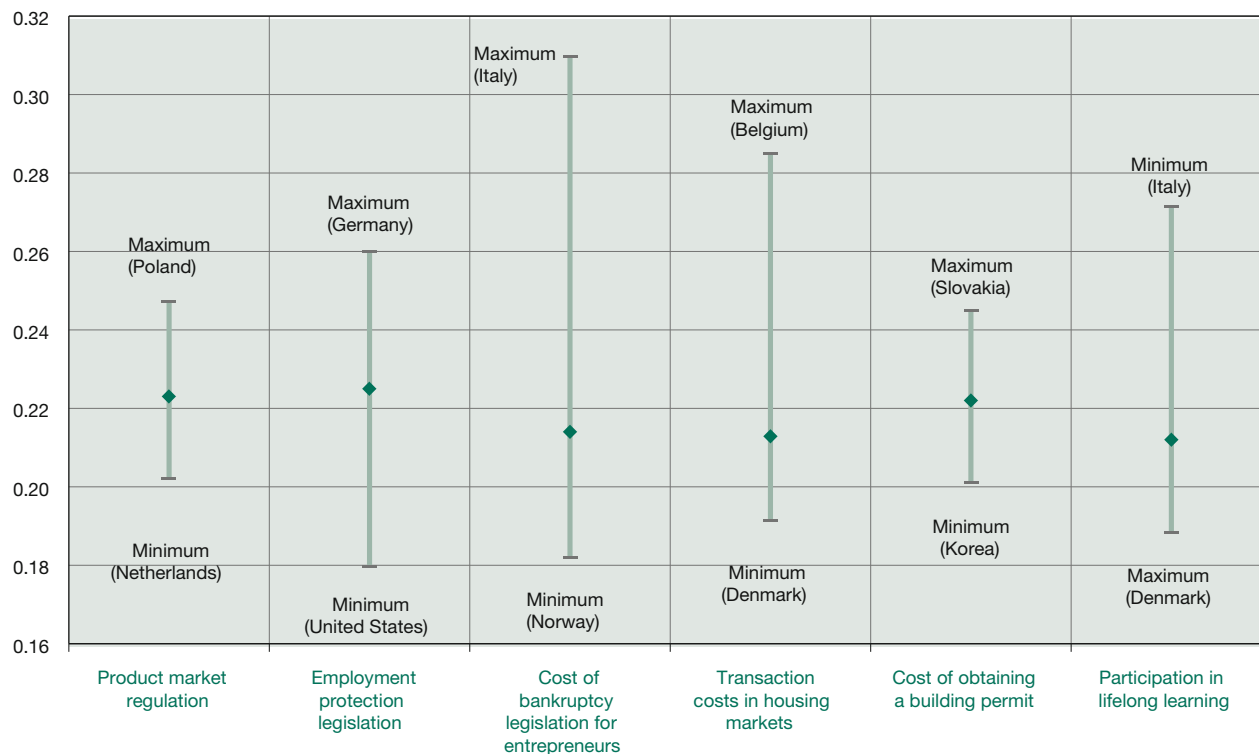 0.32
0.30
0.28
0.26
0.24
0.22
0.20
0.18
0.16
Maximum
(Poland)
Minimum
(Netherlands)
Maximum
(Germany)
Minimum
(United States)
Maximum
(Italy)
Minimum
(Norway)
Maximum
(Belgium)
Minimum
(Denmark)
Maximum
(Slovakia)
Minimum
(Korea)
Minimum
(Italy)
Maximum
(Denmark)
Product market
regulation
Employment
protection
legislation
Cost of
bankruptcy
legislation for
entrepreneurs
Transaction
costs in housing
markets
Cost of obtaining
a building permit
Participation in
lifelong learning